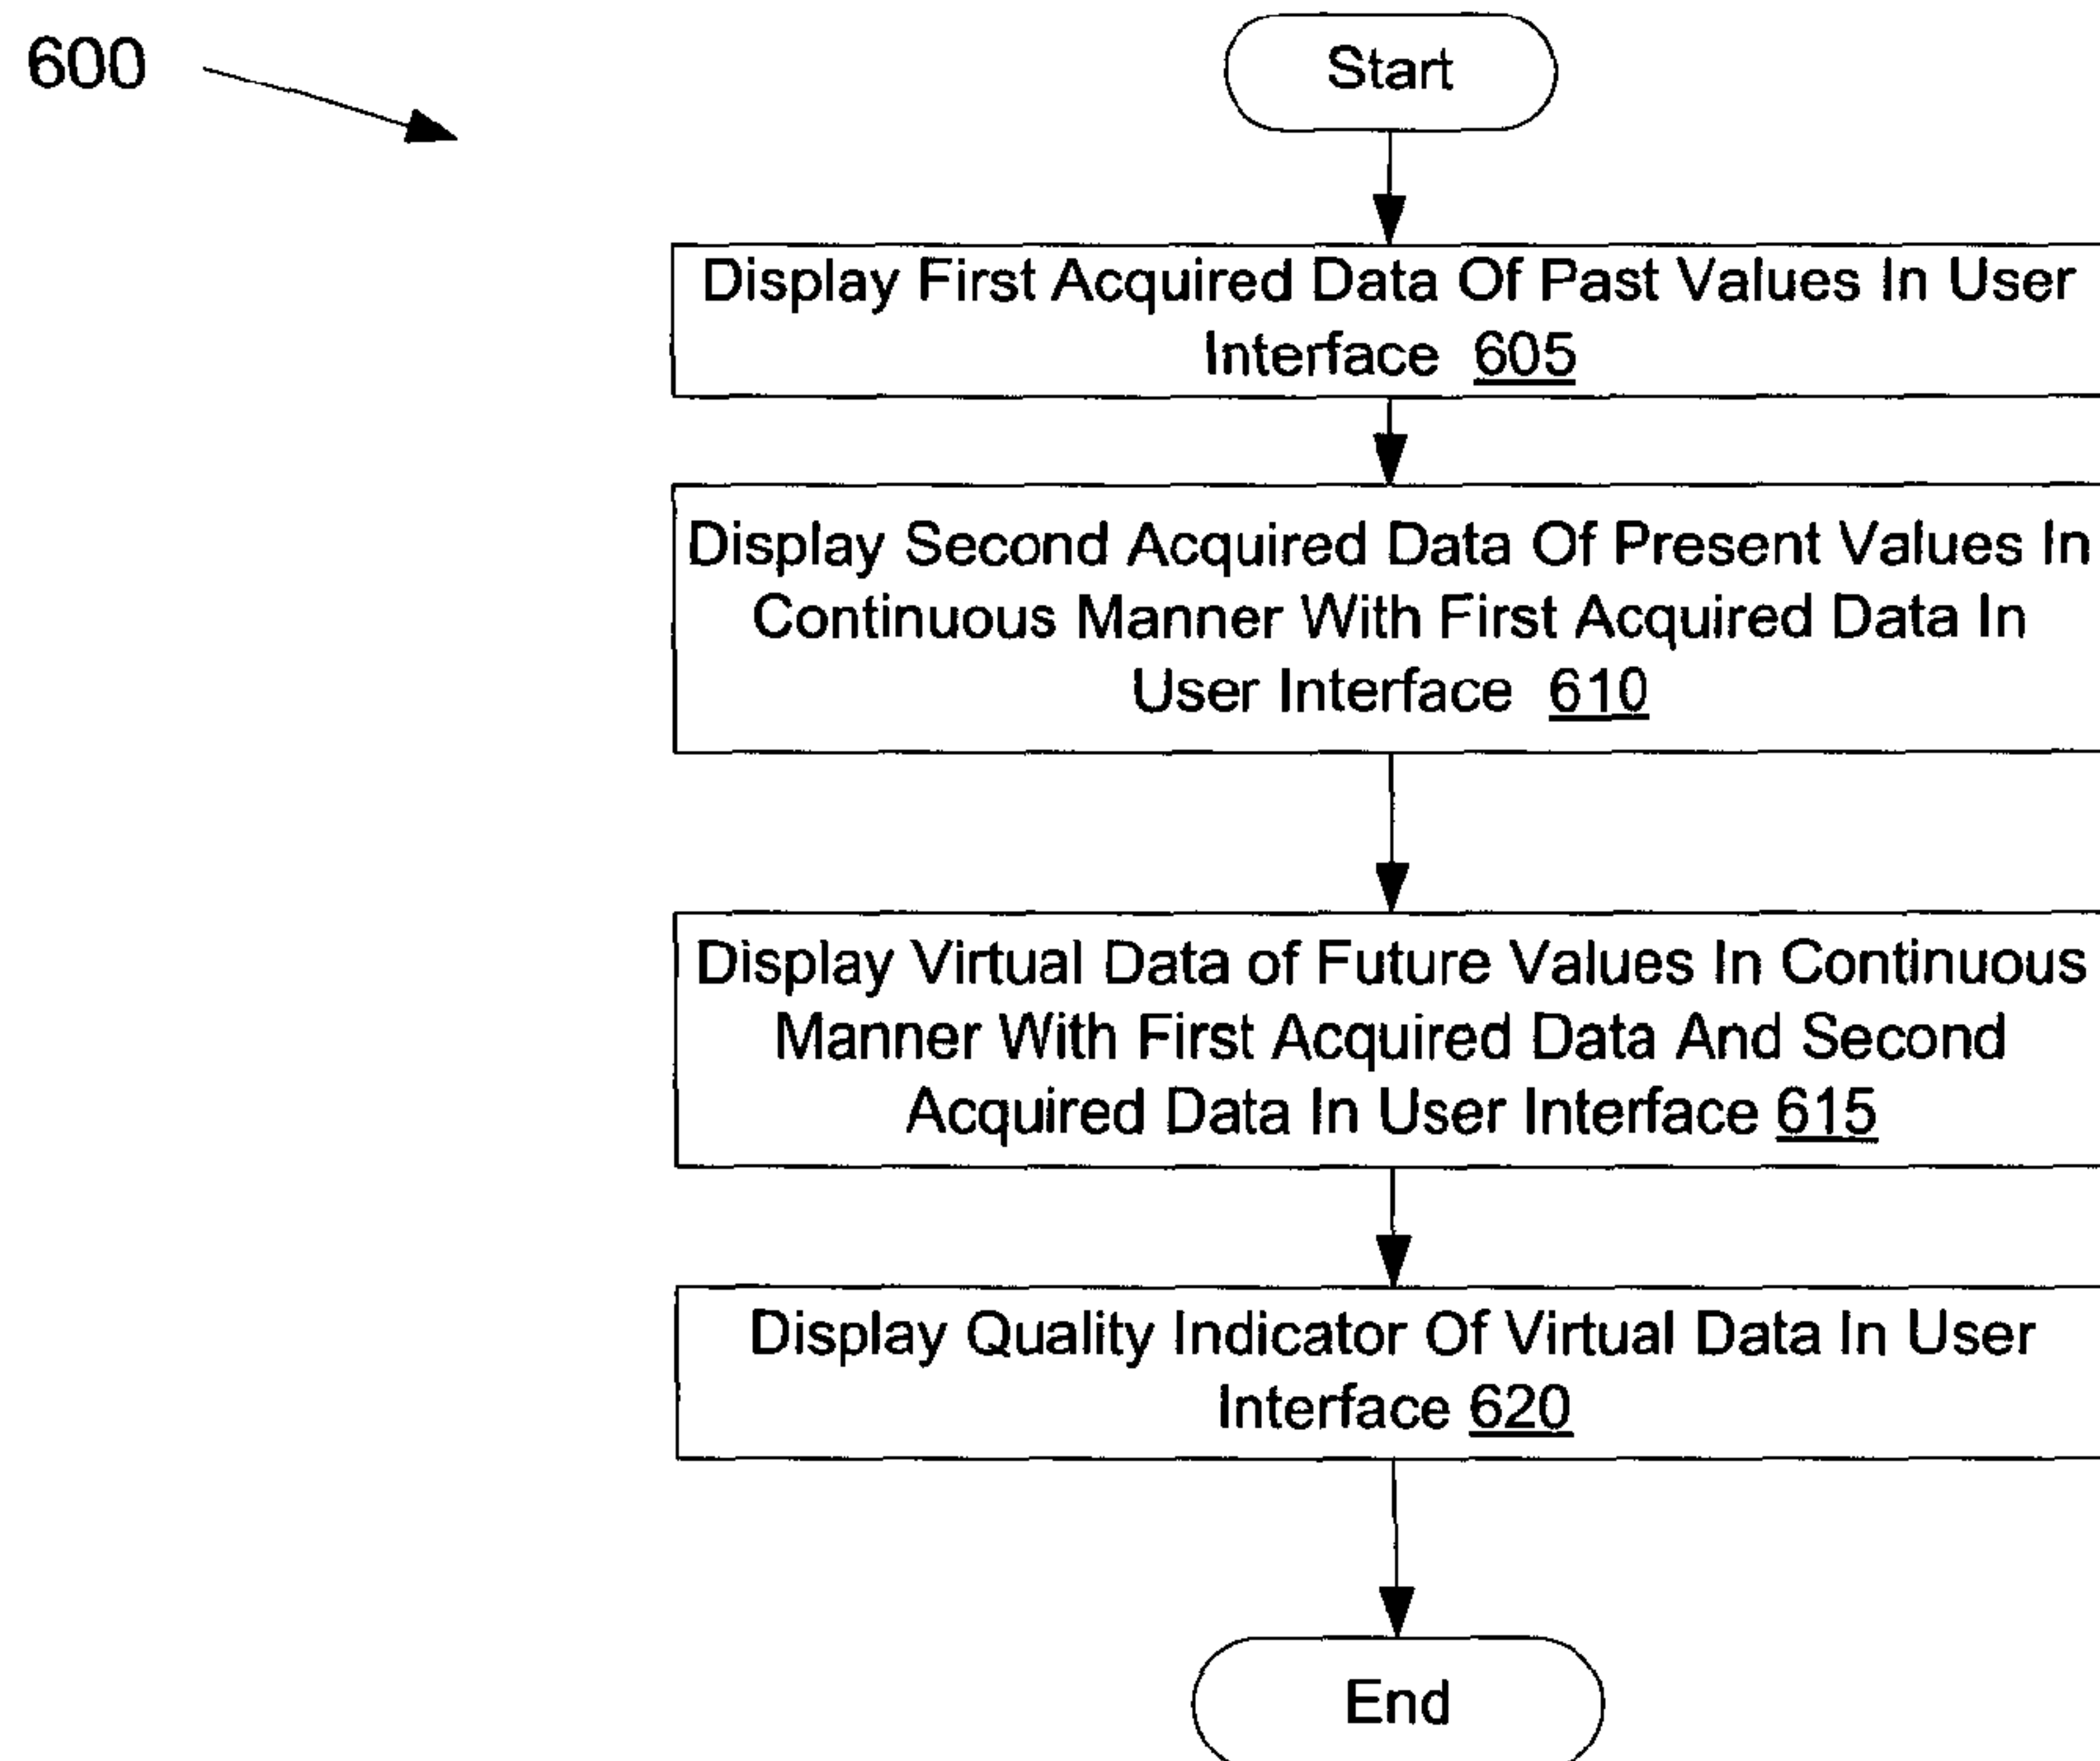 600
Start
Display First Acquired Data Of Past Values In User
Interface 605
Display Second Acquired Data Of Present Values In
Continuous Manner With First Acquired Data In
User Interface 610
Display Virtual Data of Future Values In Continuous
Manner With First Acquired Data And Second
Acquired Data In User Interface 615
Display Quality Indicator Of Virtual Data In User
Interface 620
End